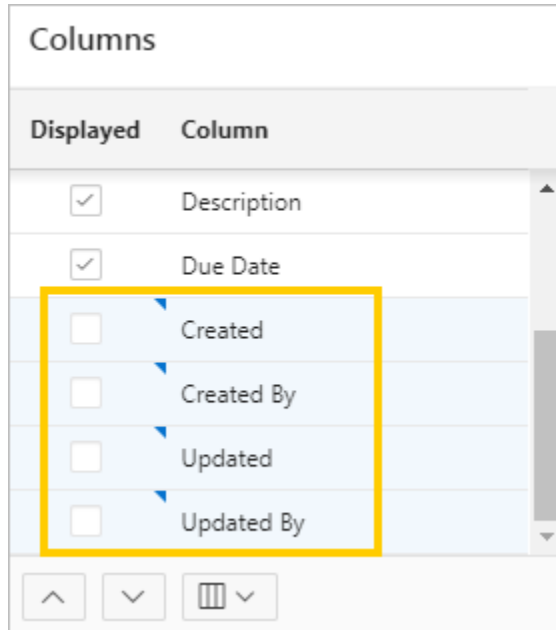 Columns
Displayed Column
Description
Due Date
Created
Created By
Updated
Updated By